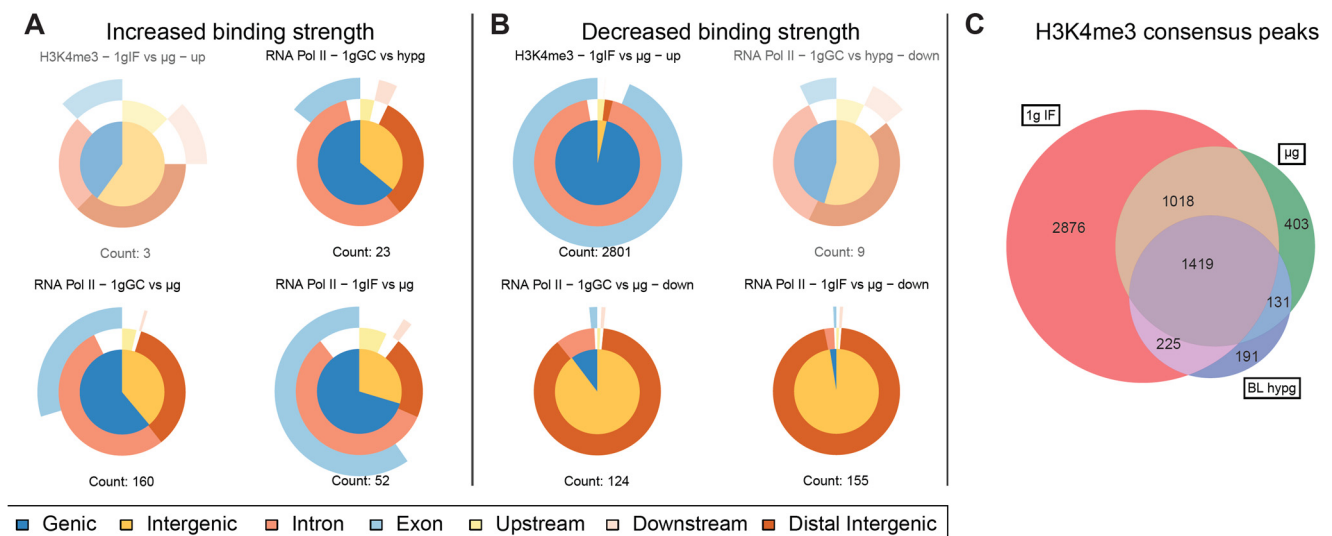 A
Increased binding strength
H3K4me3 – 1gIF vs µg – up
RNA Pol II – 1gGC vs hypg
Count: 3
Count: 23
RNA Pol II – 1gGC vs µg
RNA Pol II – 1gIF vs µg
Count: 160
Count: 52
B
Decreased binding strength
H3K4me3 – 1gIF vs µg – up
RNA Pol II – 1gGC vs hypg – down
Count: 2801
Count: 9
RNA Pol II – 1gGC vs µg – down
RNA Pol II – 1gIF vs µg – down
Count: 124
Count: 155
C
H3K4me3 consensus peaks
1g IF
µg
1018
2876
403
1419
131
225
191
BL hypg
Genic
Intergenic
Intron
Exon
Upstream
Downstream
Distal Intergenic